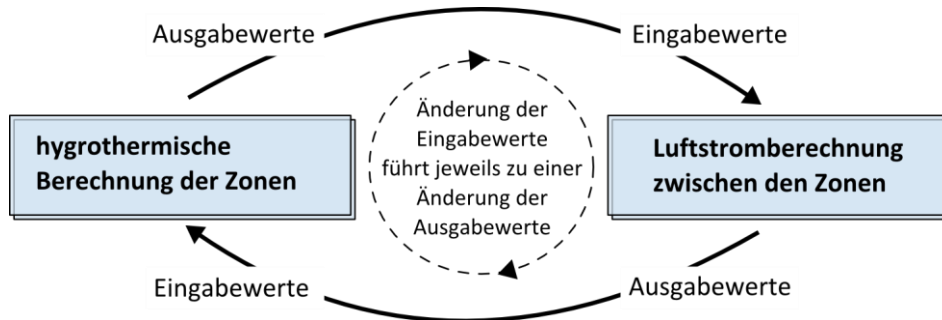 Ausgabewerte
Eingabewerte
hygrothermische
Berechnung der Zonen
Änderung der
Eingabewerte
führt jeweils zu einer
Änderung der
Ausgabewerte
Luftstromberechnung
zwischen den Zonen
Eingabewerte
Ausgabewerte